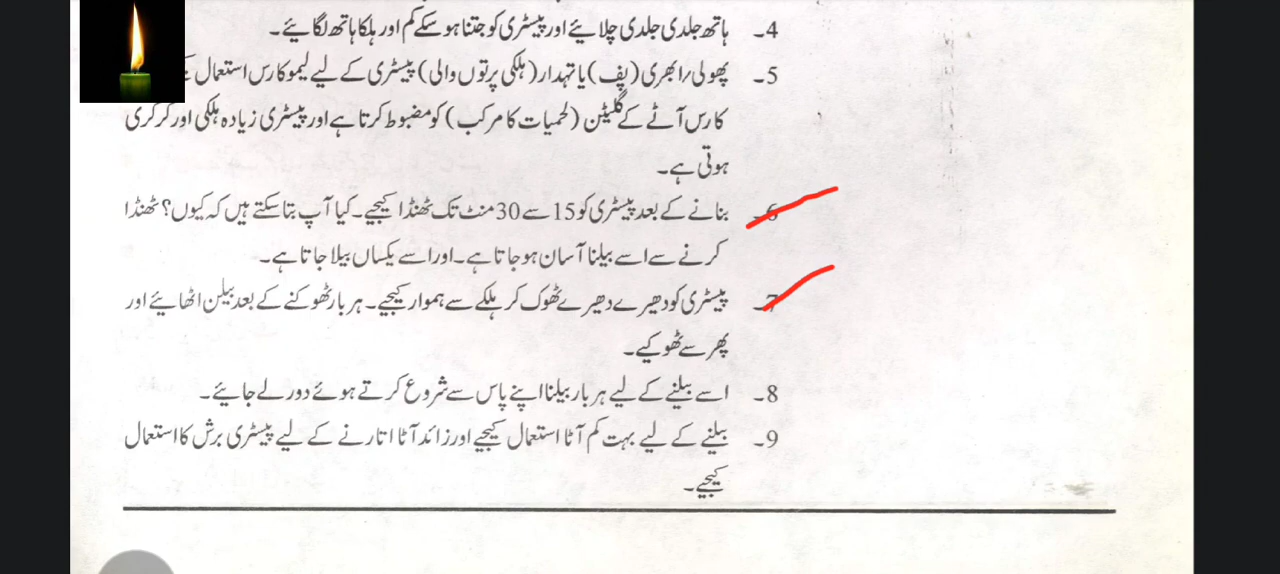 4۔ ہاتھ جلدی جلدی چلائیے اور پیسٹری کو جتنا ہو سکے کم اور ہلکا ہاتھ لگائیے۔
5۔ پھولی/ابھری (پف) یا تہدار (ہلکی پرتوں والی) پیسٹری کے لیے لیمو کا رس استعمال
کا رس آٹے کے گلیٹن (لحمیات کا مرکب) کو مضبوط کرتا ہے اور پیسٹری زیادہ ہلکی اور کرکری
ہوتی ہے۔
6۔ بنانے کے بعد پیسٹری کو 15 سے 30 منٹ تک ٹھنڈا کیجیے۔ کیا آپ بتا سکتے ہیں کہ کیوں؟ ٹھنڈا
کرنے سے اسے بیلنا آسان ہو جاتا ہے۔ اور اسے یکساں بیلا جاتا ہے۔
7۔ پیسٹری کو دھیرے دھیرے ٹھوک کر ہلکے سے ہموار کیجیے۔ ہر بار ٹھوکنے کے بعد بیلن اٹھائیے اور
پھر سے ٹھوکیے۔
8۔ اسے بیلنے کے لیے ہر بار بیلنا اپنے پاس سے شروع کرتے ہوئے دور لے جائیے۔
9۔ بیلنے کے لیے بہت کم آٹا استعمال کیجیے اور زائد آٹا اتارنے کے لیے پیسٹری برش کا استعمال
کیجیے۔